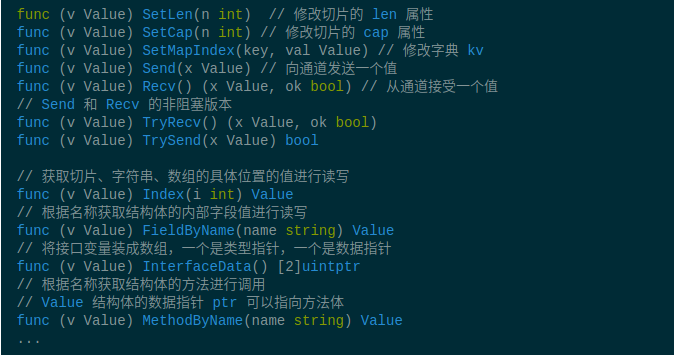 func (v Value) SetLen(n int)  // 修改切片的 len 属性
func (v Value) SetCap(n int) // 修改切片的 cap 属性
func (v Value) SetMapIndex(key, val Value) // 修改字典 kv
func (v Value) Send(x Value) // 向通道发送一个值
func (v Value) Recv() (x Value, ok bool) // 从通道接受一个值
// Send 和 Recv 的非阻塞版本
func (v Value) TryRecv() (x Value, ok bool)
func (v Value) TrySend(x Value) bool
// 获取切片、字符串、数组的具体位置的值进行读写
func (v Value) Index(i int) Value
// 根据名称获取结构体的内部字段值进行读写
func (v Value) FieldByName(name string) Value
// 将接口变量装成数组，一个是类型指针，一个是数据指针
func (v Value) InterfaceData() [2]uintptr
// 根据名称获取结构体的方法进行调用
// Value 结构体的数据指针 ptr 可以指向方法体
func (v Value) MethodByName(name string) Value
...